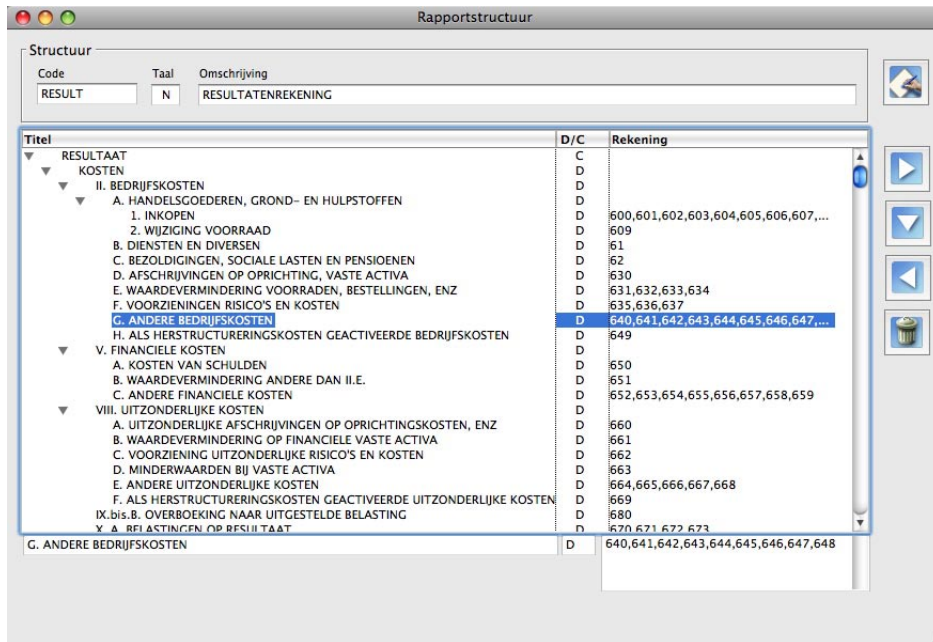 Rapportstructuur
Structuur
Code Taal Omschrijving
RESULT N RESULTATENREKENING
Titel D/C Rekening
RESULTAAT C
KOSTEN D
II. BEDRIJFSKOSTEN D
A. HANDELSGOEDEREN, GROND- EN HULPSTOFFEN D
1. INKOPEN D 600,601,602,603,604,605,606,607,...
2. WIJZIGING VOORRAAD D 609
B. DIENSTEN EN DIVERSEN D 61
C. BEZOLDIGINGEN, SOCIALE LASTEN EN PENSIOENEN D 62
D. AFSCHRIJVINGEN OP OPRICHTING, VASTE ACTIVA D 630
E. WAARDEVERMINDERING VOORRADEN, BESTELLINGEN, ENZ D 631,632,633,634
F. VOORZIENINGEN RISICO'S EN KOSTEN D 635,636,637
G. ANDERE BEDRIJFSKOSTEN D 640,641,642,643,644,645,646,647,...
H. ALS HERSTRUCTURERINGSKOSTEN GEACTIVEERDE BEDRIJFSKOSTEN D 649
V. FINANCIELE KOSTEN D
A. KOSTEN VAN SCHULDEN D 650
B. WAARDEVERMINDERING ANDERE DAN II.E. D 651
C. ANDERE FINANCIELE KOSTEN D 652,653,654,655,656,657,658,659
VIII. UITZONDERLIJKE KOSTEN D
A. UITZONDERLIJKE AFSCHRIJVINGEN OP OPRICHTINGSKOSTEN, ENZ D 660
B. WAARDEVERMINDERING OP FINANCIELE VASTE ACTIVA D 661
C. VOORZIENING UITZONDERLIJKE RISICO'S EN KOSTEN D 662
D. MINDERWAARDEN BIJ VASTE ACTIVA D 663
E. ANDERE UITZONDERLIJKE KOSTEN D 664,665,666,667,668
F. ALS HERSTRUCTURERINGSKOSTEN GEACTIVEERDE UITZONDERLIJKE KOSTEN D 669
IX.bis.B. OVERBOEKING NAAR UITGESTELDE BELASTING D 680
X. A. BELASTINGEN OP RESULTAAT D 670,671,672,673
G. ANDERE BEDRIJFSKOSTEN D 640,641,642,643,644,645,646,647,648